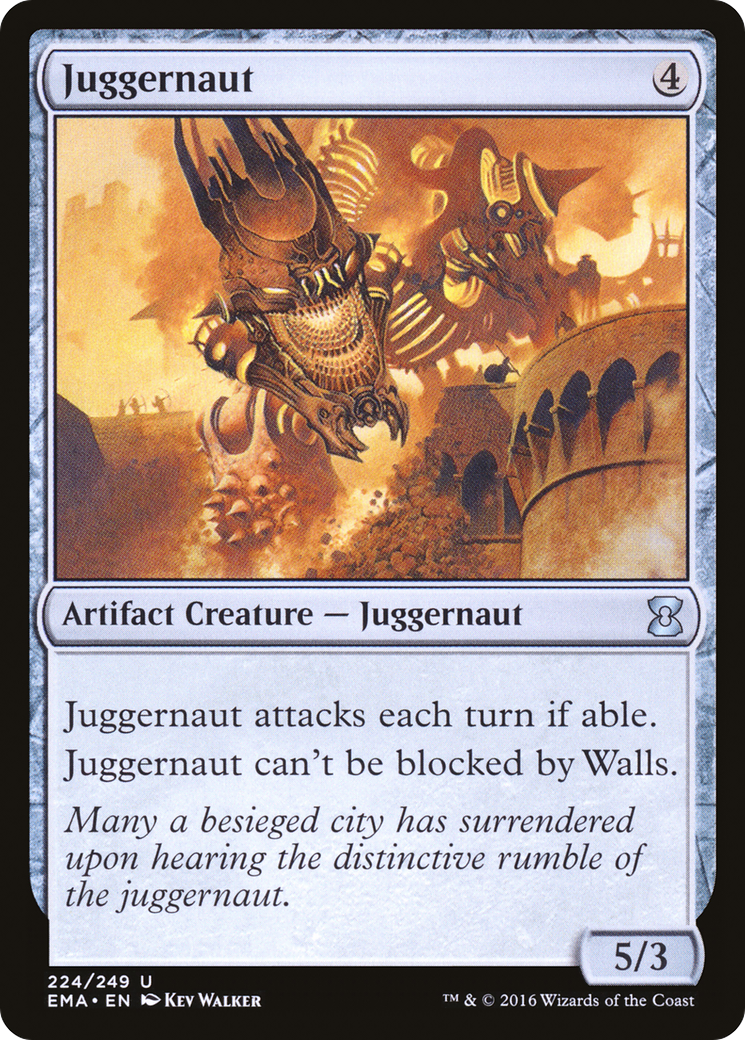 Juggernaut 4
Artifact Creature — Juggernaut
Juggernaut attacks each turn if able.
Juggernaut can't be blocked by Walls.
Many a besieged city has surrendered
upon hearing the distinctive rumble of
the juggernaut.
5/3
224/249 U
EMA • EN Kev Walker
™ & © 2016 Wizards of the Coast